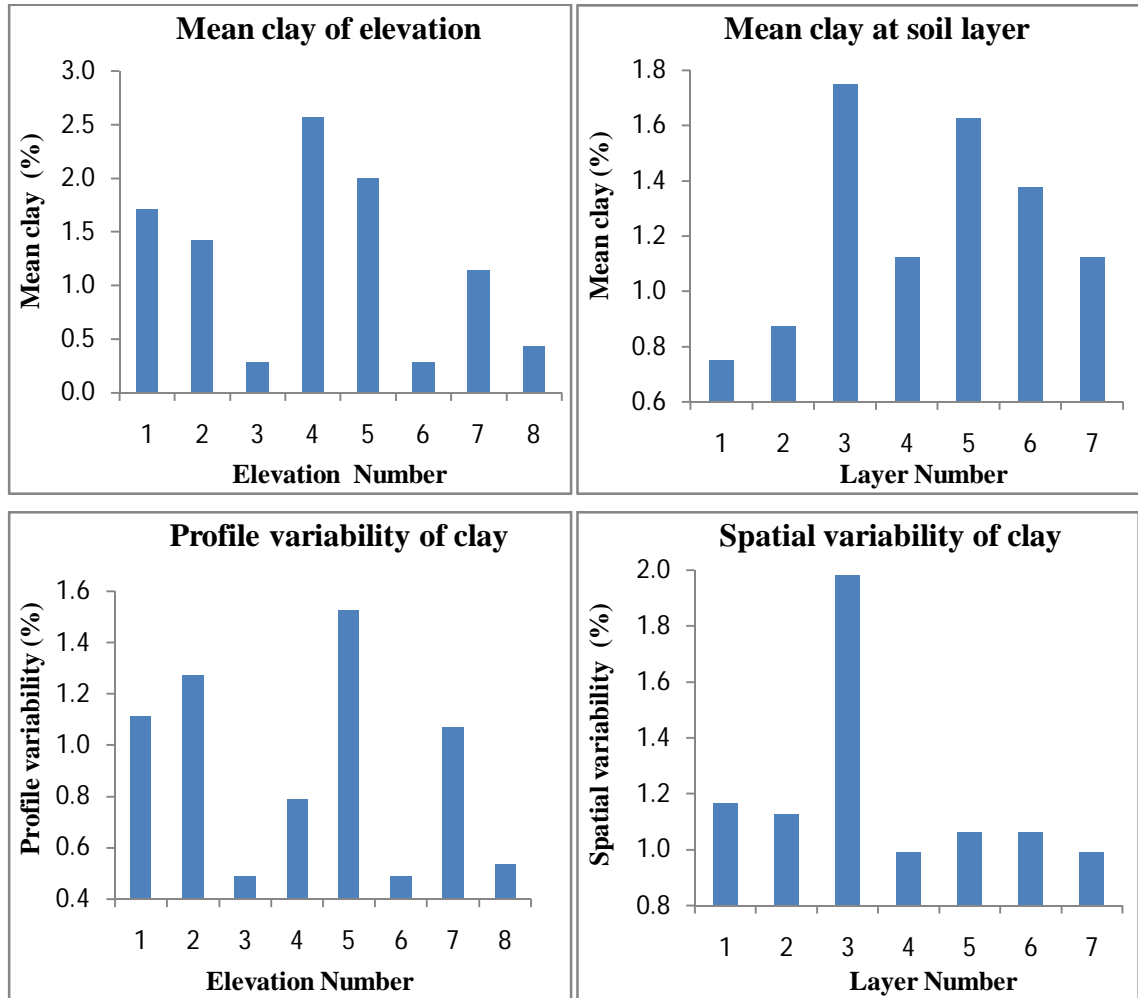 Mean clay of elevation
Mean clay (%)
3.0
2.5
2.0
1.5
1.0
0.5
0.0
1 2 3 4 5 6 7 8
Elevation Number
Mean clay at soil layer
Mean clay (%)
1.8
1.6
1.4
1.2
1.0
0.8
0.6
1 2 3 4 5 6 7
Layer Number
Profile variability of clay
Profile variability (%)
1.6
1.4
1.2
1.0
0.8
0.6
0.4
1 2 3 4 5 6 7 8
Elevation Number
Spatial variability of clay
Spatial variability (%)
2.0
1.8
1.6
1.4
1.2
1.0
0.8
1 2 3 4 5 6 7
Layer Number